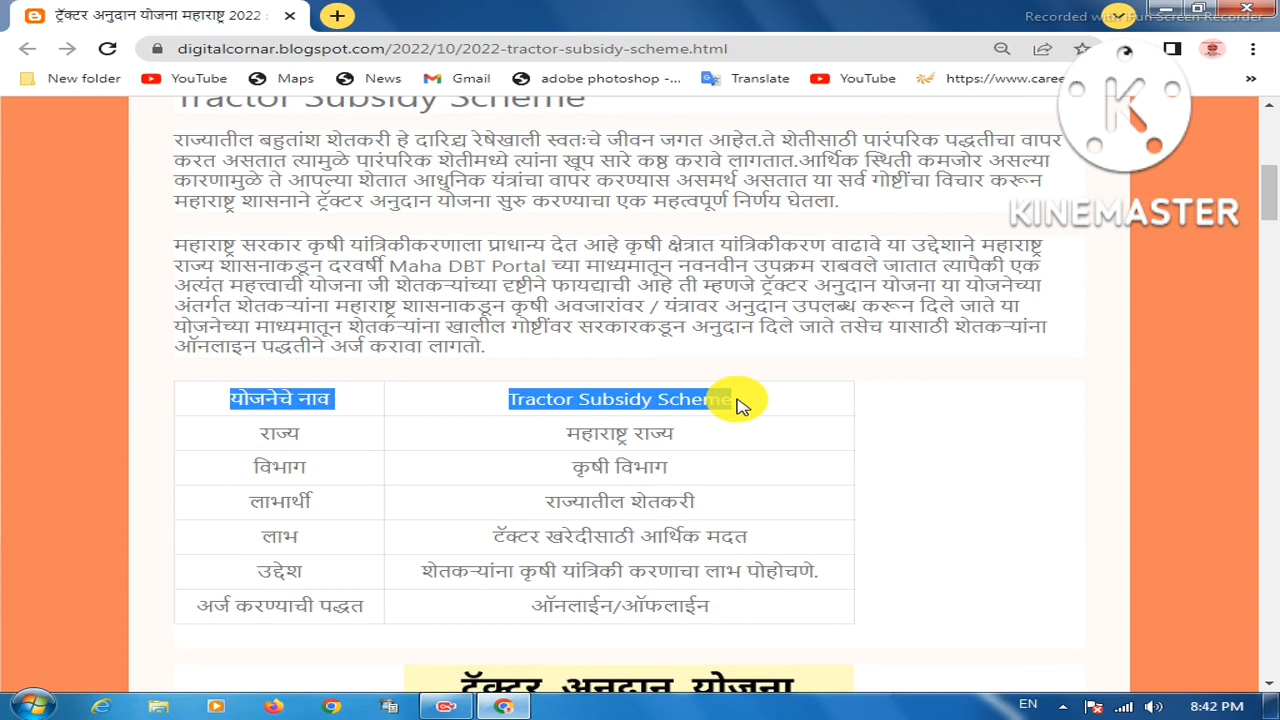 ट्रॅक्टर अनुदान योजना महाराष्ट्र 2022
Recorded with iFun Screen Recorder
digitalcornar.blogspot.com/2022/10/2022-tractor-subsidy-scheme.html
New folder YouTube Maps News Gmail adobe photoshop -... Translate YouTube https://www.caree »
Tractor Subsidy Scheme
राज्यातील बहुतांश शेतकरी हे दारिद्य रेषेखाली स्वतःचे जीवन जगत आहेत.ते शेतीसाठी पारंपरिक पद्धतीचा वापर
करत असतात त्यामुळे पारंपरिक शेतीमध्ये त्यांना खूप सारे कष्ठ करावे लागतात.आर्थिक स्थिती कमजोर असल्या
कारणामुळे ते आपल्या शेतात आधुनिक यंत्रांचा वापर करण्यास असमर्थ असतात या सर्व गोष्टींचा विचार करून
महाराष्ट्र शासनाने ट्रॅक्टर अनुदान योजना सुरु करण्याचा एक महत्वपूर्ण निर्णय घेतला.
KINEMASTER
महाराष्ट्र सरकार कृषी यांत्रिकीकरणाला प्राधान्य देत आहे कृषी क्षेत्रात यांत्रिकीकरण वाढावे या उद्देशाने महाराष्ट्र
राज्य शासनाकडून दरवर्षी Maha DBT Portal च्या माध्यमातून नवनवीन उपक्रम राबवले जातात त्यापैकी एक
अत्यंत महत्त्वाची योजना जी शेतकऱ्यांच्या दृष्टीने फायद्याची आहे ती म्हणजे ट्रॅक्टर अनुदान योजना या योजनेच्या
अंतर्गत शेतकऱ्यांना महाराष्ट्र शासनाकडून कृषी अवजारांवर / यंत्रावर अनुदान उपलब्ध करून दिले जाते या
योजनेच्या माध्यमातून शेतकऱ्यांना खालील गोष्टींवर सरकारकडून अनुदान दिले जाते तसेच यासाठी शेतकऱ्यांना
ऑनलाइन पद्धतीने अर्ज करावा लागतो.
योजनेचे नाव Tractor Subsidy Scheme
राज्य महाराष्ट्र राज्य
विभाग कृषी विभाग
लाभार्थी राज्यातील शेतकरी
लाभ टॅक्टर खरेदीसाठी आर्थिक मदत
उद्देश शेतकऱ्यांना कृषी यांत्रिकी करणाचा लाभ पोहोचणे.
अर्ज करण्याची पद्धत ऑनलाईन/ऑफलाईन
ट्रॅक्टर अनुदान योजना
EN 8:42 PM